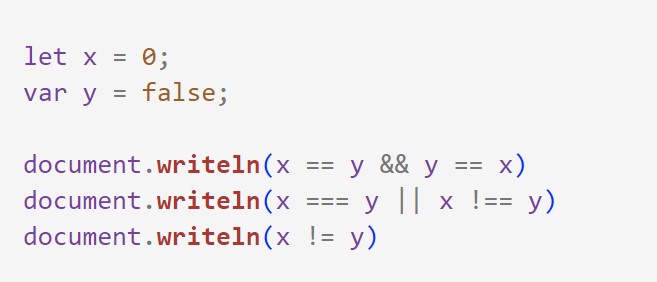 let x = 0;
var y = false;
document.writeln(x == y && y == x)
document.writeln(x === y || x !== y)
document.writeln(x != y)